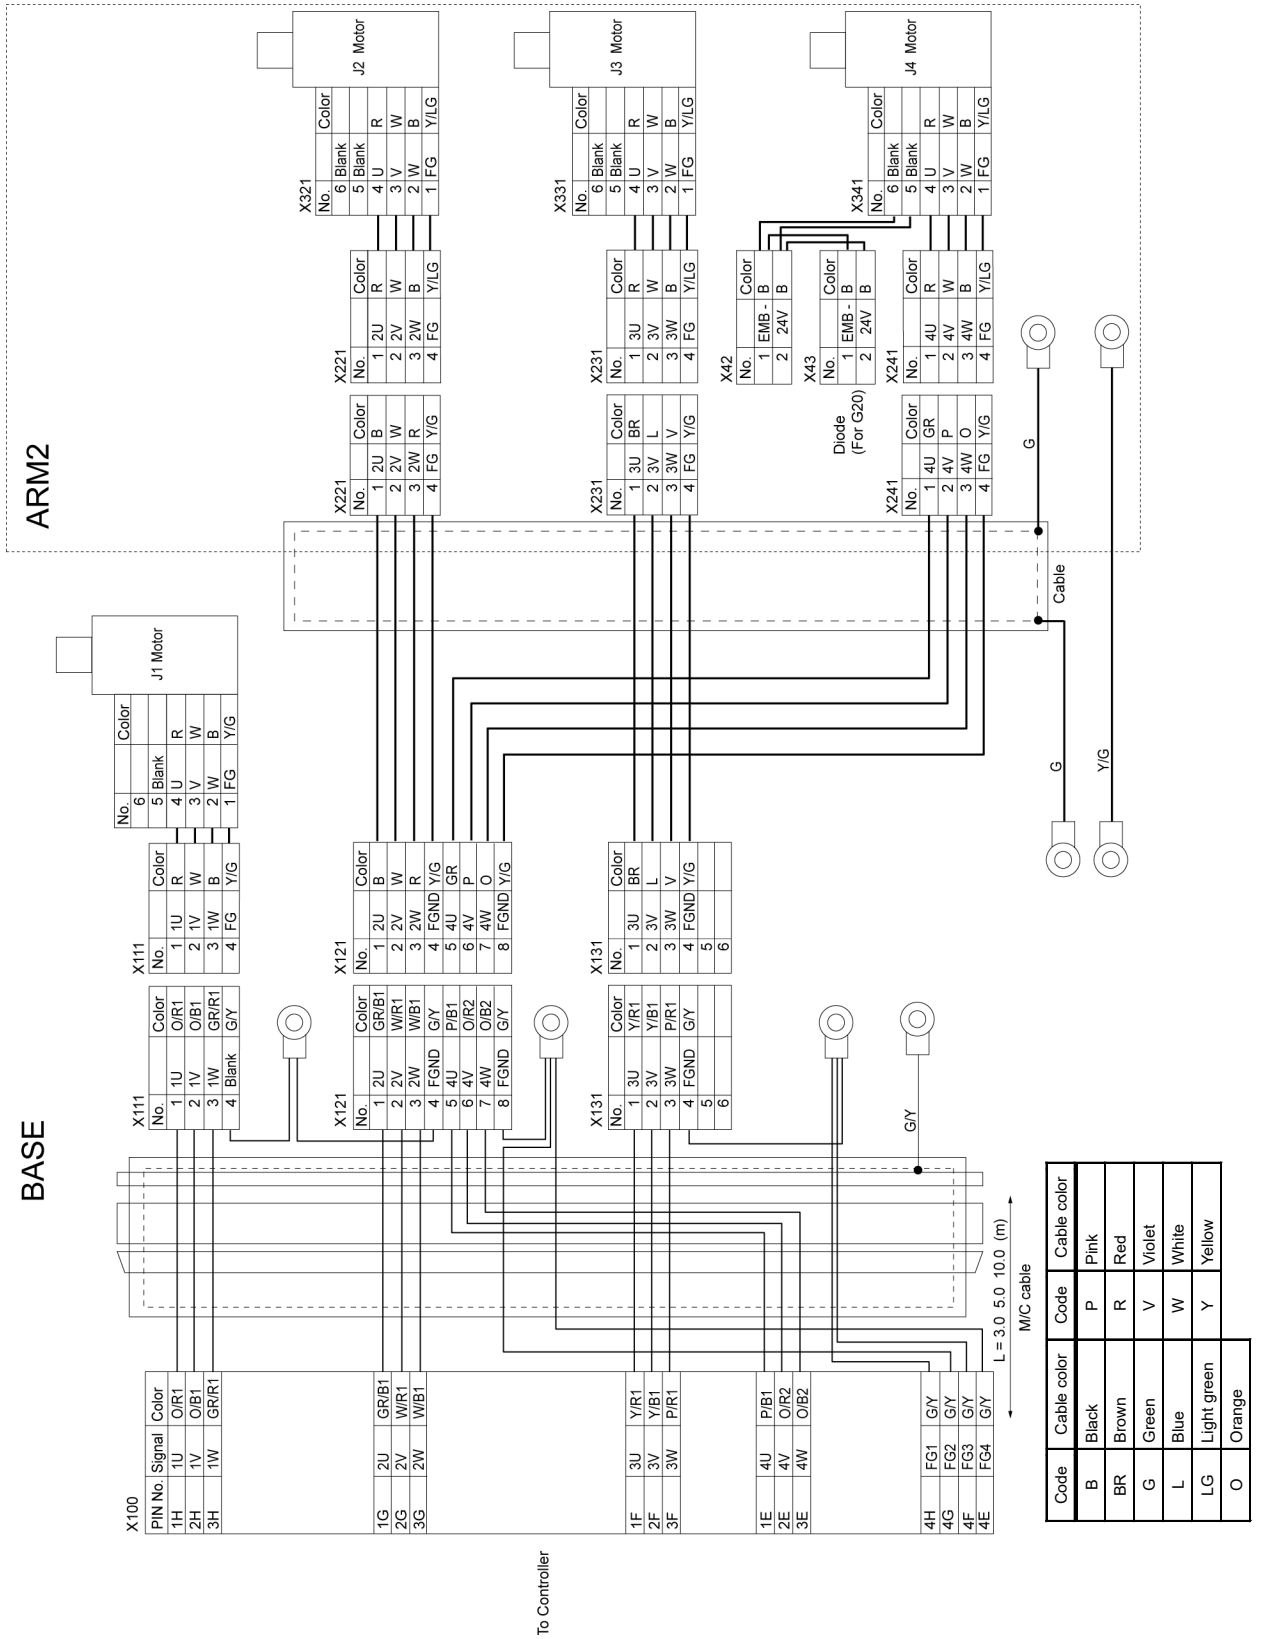 BASE
ARM2
To Controller
X100
PIN No. Signal Color
1H 1U O/R1
2H 1V O/B1
3H 1W GR/R1
1G 2U GR/B1
2G 2V W/R1
3G 2W W/B1
1F 3U Y/R1
2F 3V Y/B1
3F 3W P/R1
1E 4U P/B1
2E 4V O/R2
3E 4W O/B2
4H FG1 G/Y
4G FG2 G/Y
4F FG3 G/Y
4E FG4 G/Y
L = 3.0 5.0 10.0 (m)
M/C cable
G/Y
X111
No. Color
1 1U O/R1
2 1V O/B1
3 1W GR/R1
4 Blank G/Y
X121
No. Color
1 2U GR/B1
2 2V W/R1
3 2W W/B1
4 FGND G/Y
5 4U P/B1
6 4V O/R2
7 4W O/B2
8 FGND G/Y
X131
No. Color
1 3U Y/R1
2 3V Y/B1
3 3W P/R1
4 FGND G/Y
5
6
X111
No. Color
1 1U R
2 1V W
3 1W B
4 FG Y/G
X121
No. Color
1 2U B
2 2V W
3 2W R
4 FGND Y/G
5 4U GR
6 4V P
7 4W O
8 FGND Y/G
X131
No. Color
1 3U BR
2 3V L
3 3W V
4 FGND Y/G
5
6
No. Color
6
5 Blank
4 U R
3 V W
2 W B
1 FG Y/G
J1 Motor
G
Y/G
Cable
G
X221
No. Color
1 2U B
2 2V W
3 2W R
4 FG Y/G
X231
No. Color
1 3U BR
2 3V L
3 3W V
4 FG Y/G
X241
No. Color
1 4U GR
2 4V P
3 4W O
4 FG Y/G
Diode
(For G20)
X221
No. Color
1 2U R
2 2V W
3 2W B
4 FG Y/LG
X231
No. Color
1 3U R
2 3V W
3 3W B
4 FG Y/LG
X42
No. Color
1 EMB - B
2 24V B
X43
No. Color
1 EMB - B
2 24V B
X241
No. Color
1 4U R
2 4V W
3 4W B
4 FG Y/LG
X321
No. Color
6 Blank
5 Blank
4 U R
3 V W
2 W B
1 FG Y/LG
J2 Motor
X331
No. Color
6 Blank
5 Blank
4 U R
3 V W
2 W B
1 FG Y/LG
J3 Motor
X341
No. Color
6 Blank
5 Blank
4 U R
3 V W
2 W B
1 FG Y/LG
J4 Motor
Code Cable color Code Cable color
B Black P Pink
BR Brown R Red
G Green V Violet
L Blue W White
LG Light green Y Yellow
O Orange